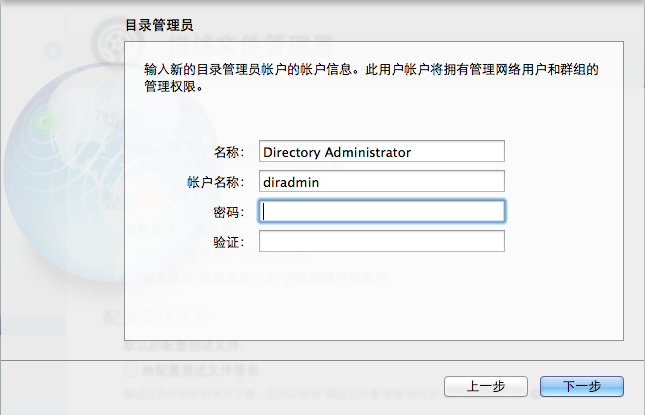 目录管理员
输入新的目录管理员帐户的帐户信息。此用户帐户将拥有管理网络用户和群组的
管理权限。
名称： Directory Administrator
帐户名称： diradmin
密码：
验证：
上一步 下一步